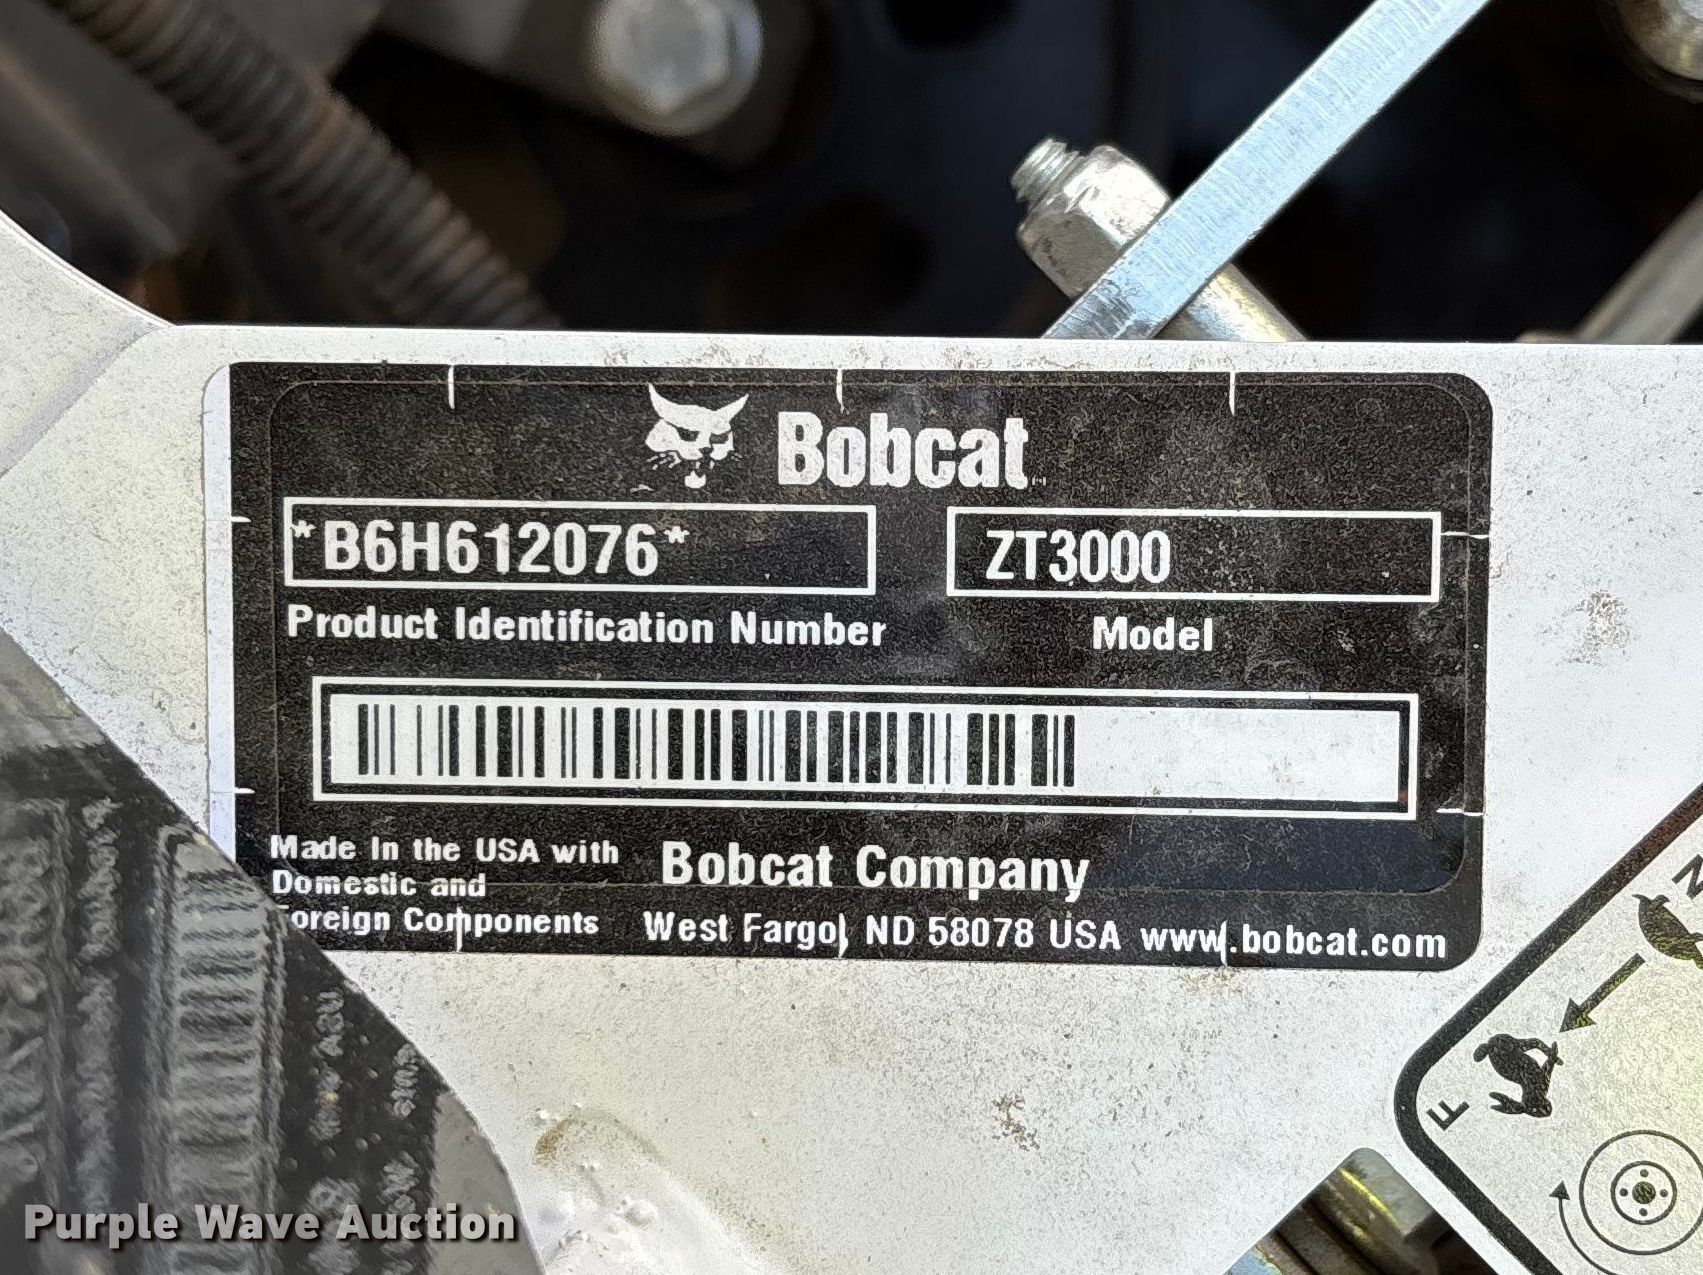 Bobcat
*B6H612076*
ZT3000
Product Identification Number
Model
Made In the USA with
Domestic and
Foreign Components
Bobcat Company
West Fargo, ND 58078 USA www.bobcat.com
N
F
Purple Wave Auction